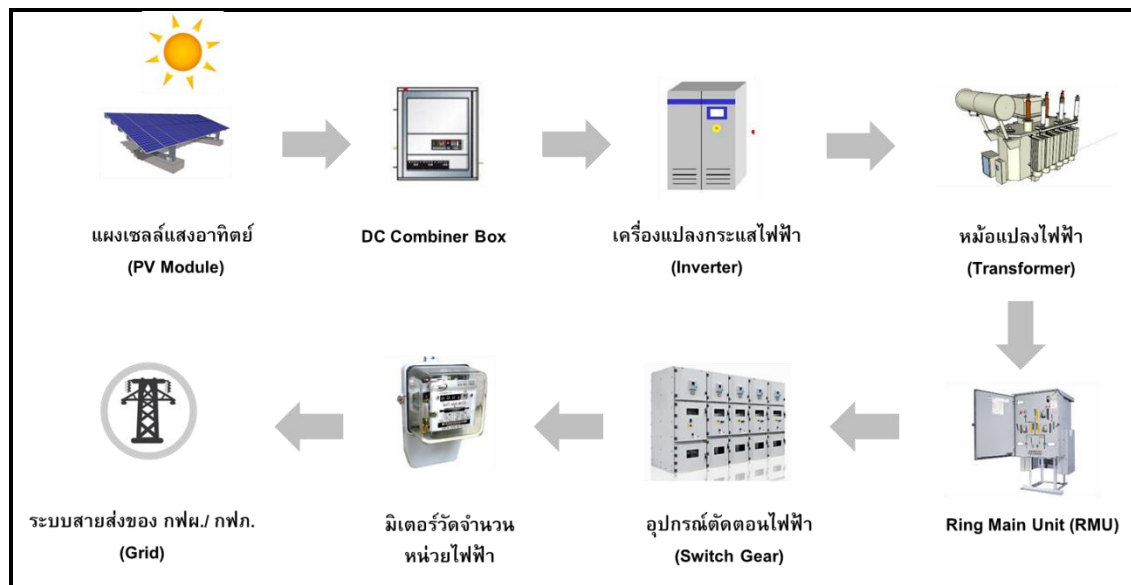 แผงเซลล์แสงอาทิตย์
(PV Module)
DC Combiner Box
เครื่องแปลงกระแสไฟฟ้า
(Inverter)
หม้อแปลงไฟฟ้า
(Transformer)
ระบบสายส่งของ กฟผ./ กฟภ.
(Grid)
มิเตอร์วัดจำนวน
หน่วยไฟฟ้า
อุปกรณ์ตัดตอนไฟฟ้า
(Switch Gear)
Ring Main Unit (RMU)